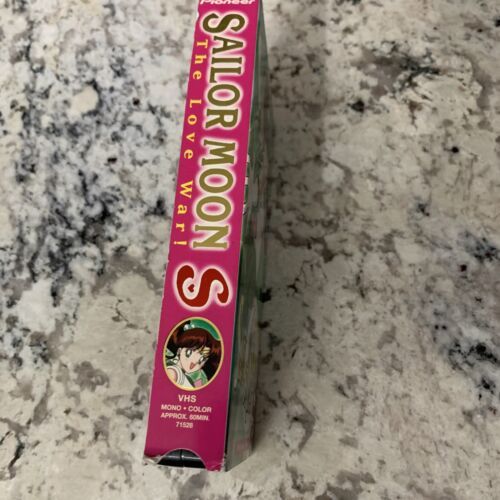 Pioneer
SAILOR MOON S
The Love War!
VHS
MONO • COLOR
APPROX. 60MIN.
71528